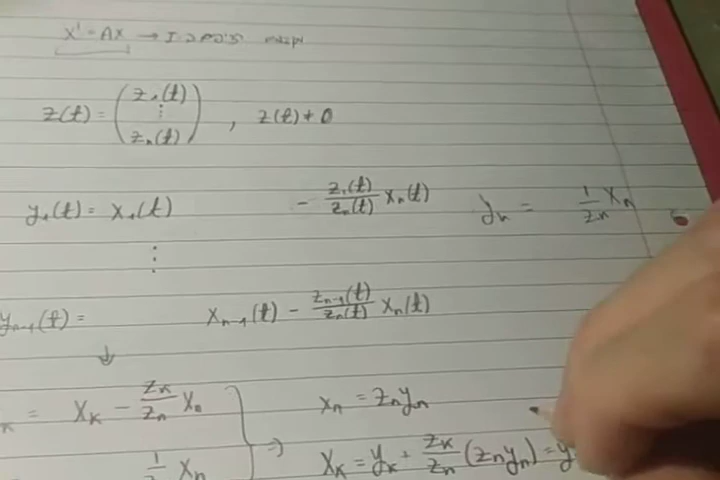 x' = Ax →
z(t) = ( z₁(t) ⋮ zₙ(t) ) , z(t) ≠ 0
y₁(t) = x₁(t) - z₁(t)/zₙ(t) xₙ(t) yₙ = 1/zₙ xₙ
⋮
yₙ₋₁(t) = xₙ₋₁(t) - zₙ₋₁(t)/zₙ(t) xₙ(t)
↓
= xₖ - zₖ/zₙ xₙ } ⇒ xₙ = zₙyₙ
xₙ xₖ = yₖ + zₖ/zₙ (zₙyₙ) = y